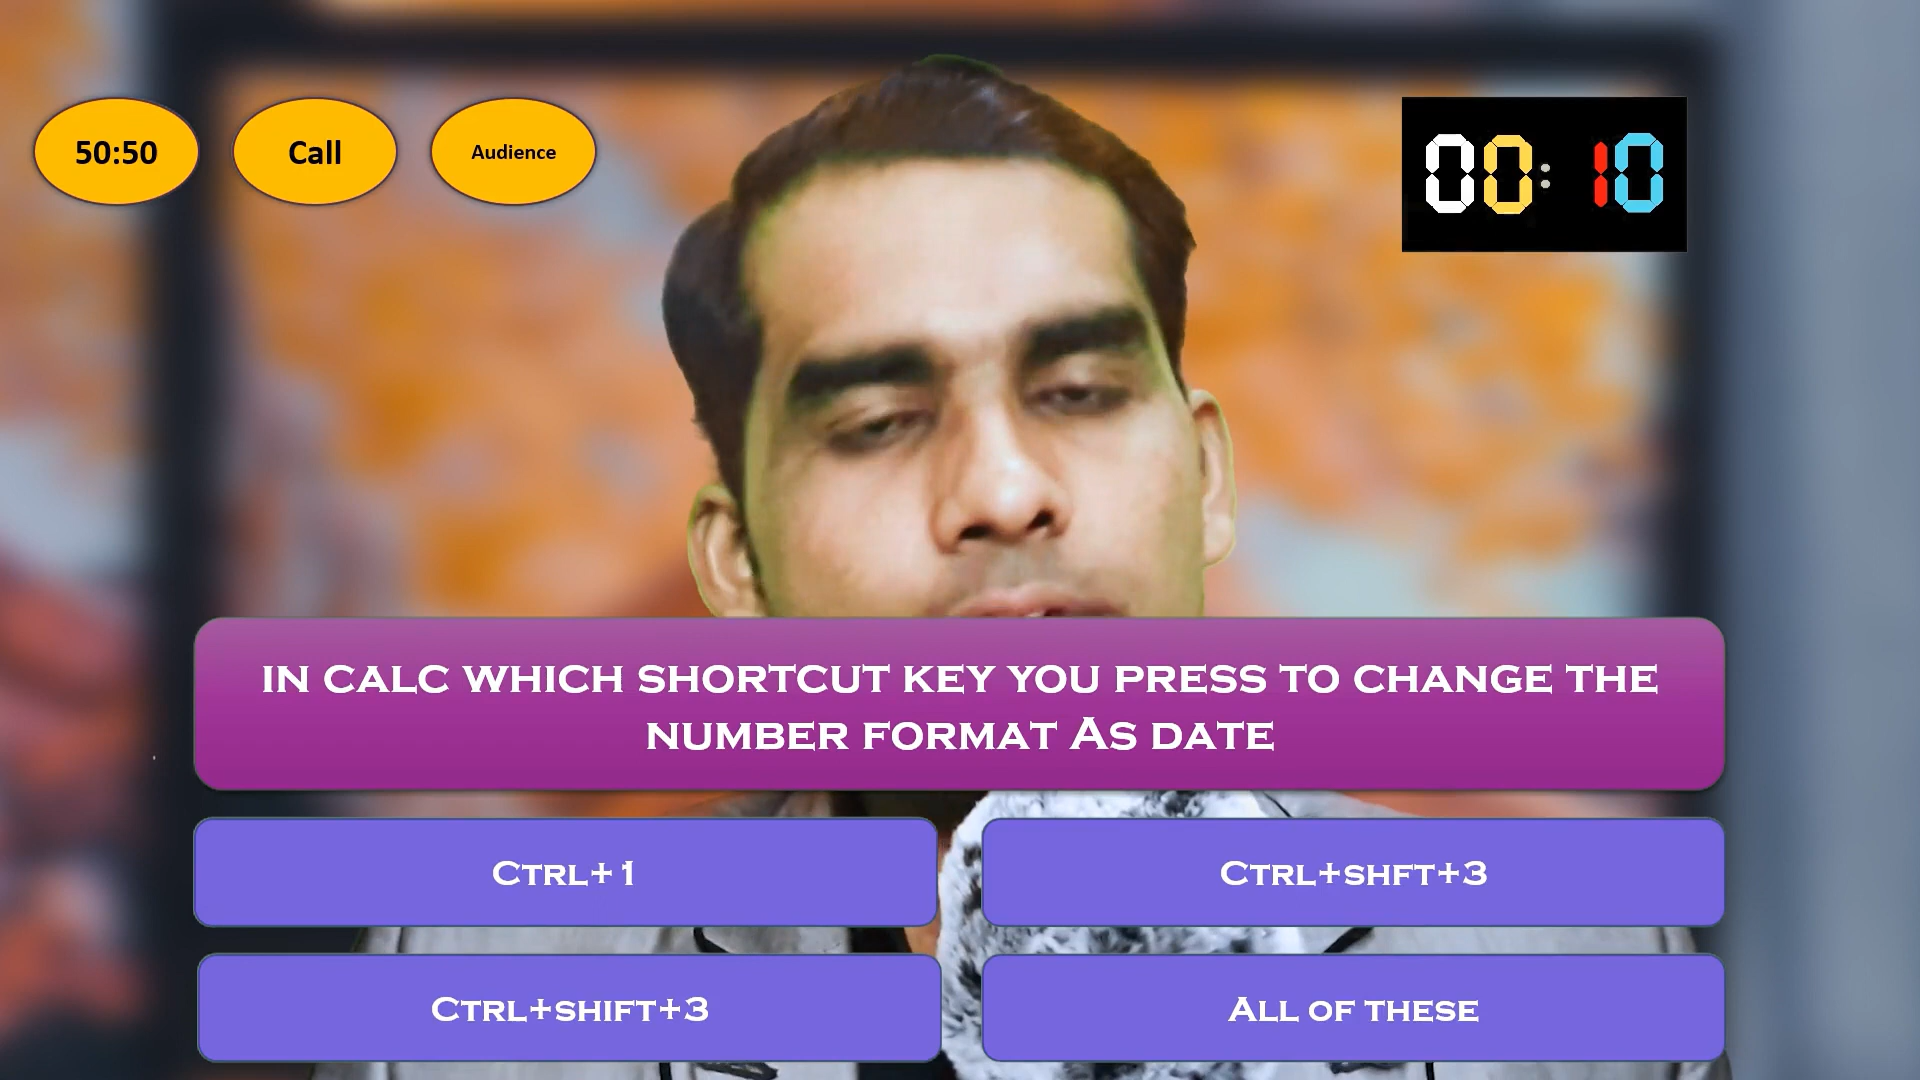 50:50
Call
Audience
00: 10
IN CALC WHICH SHORTCUT KEY YOU PRESS TO CHANGE THE
NUMBER FORMAT AS DATE
CTRL+1
CTRL+SHFT+3
CTRL+SHIFT+3
ALL OF THESE